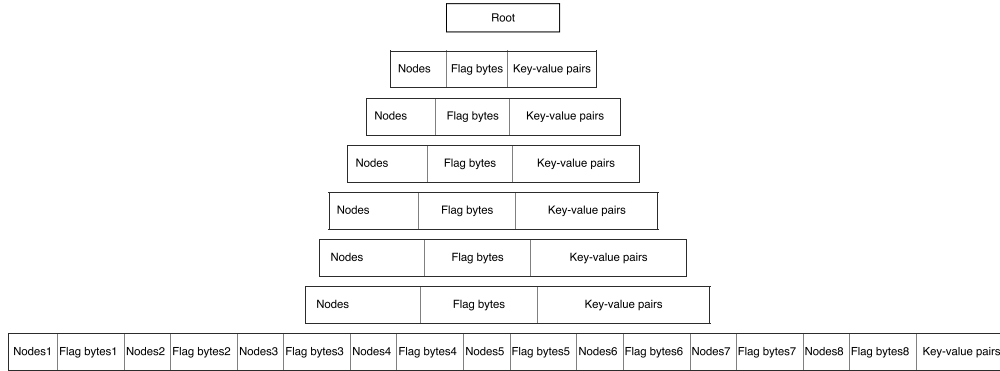 Root
Nodes Flag bytes Key-value pairs
Nodes Flag bytes Key-value pairs
Nodes Flag bytes Key-value pairs
Nodes Flag bytes Key-value pairs
Nodes Flag bytes Key-value pairs
Nodes Flag bytes Key-value pairs
Nodes1 Flag bytes1 Nodes2 Flag bytes2 Nodes3 Flag bytes3 Nodes4 Flag bytes4 Nodes5 Flag bytes5 Nodes6 Flag bytes6 Nodes7 Flag bytes7 Nodes8 Flag bytes8 Key-value pairs